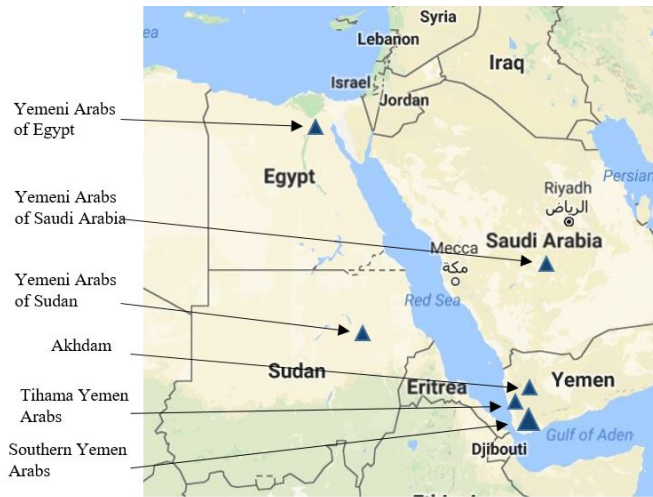 Syria
Lebanon
ea
Iraq
Israel
Jordan
Yemeni Arabs
of Egypt
Egypt
Persian
Riyadh
الرياض
Yemeni Arabs
of Saudi Arabia
Saudi Arabia
Mecca
مكة
Yemeni Arabs
of Sudan
Red Sea
Akhdam
Sudan
Eritrea
Yemen
Tihama Yemen
Arabs
Southern Yemen
Arabs
Gulf of Aden
Djibouti